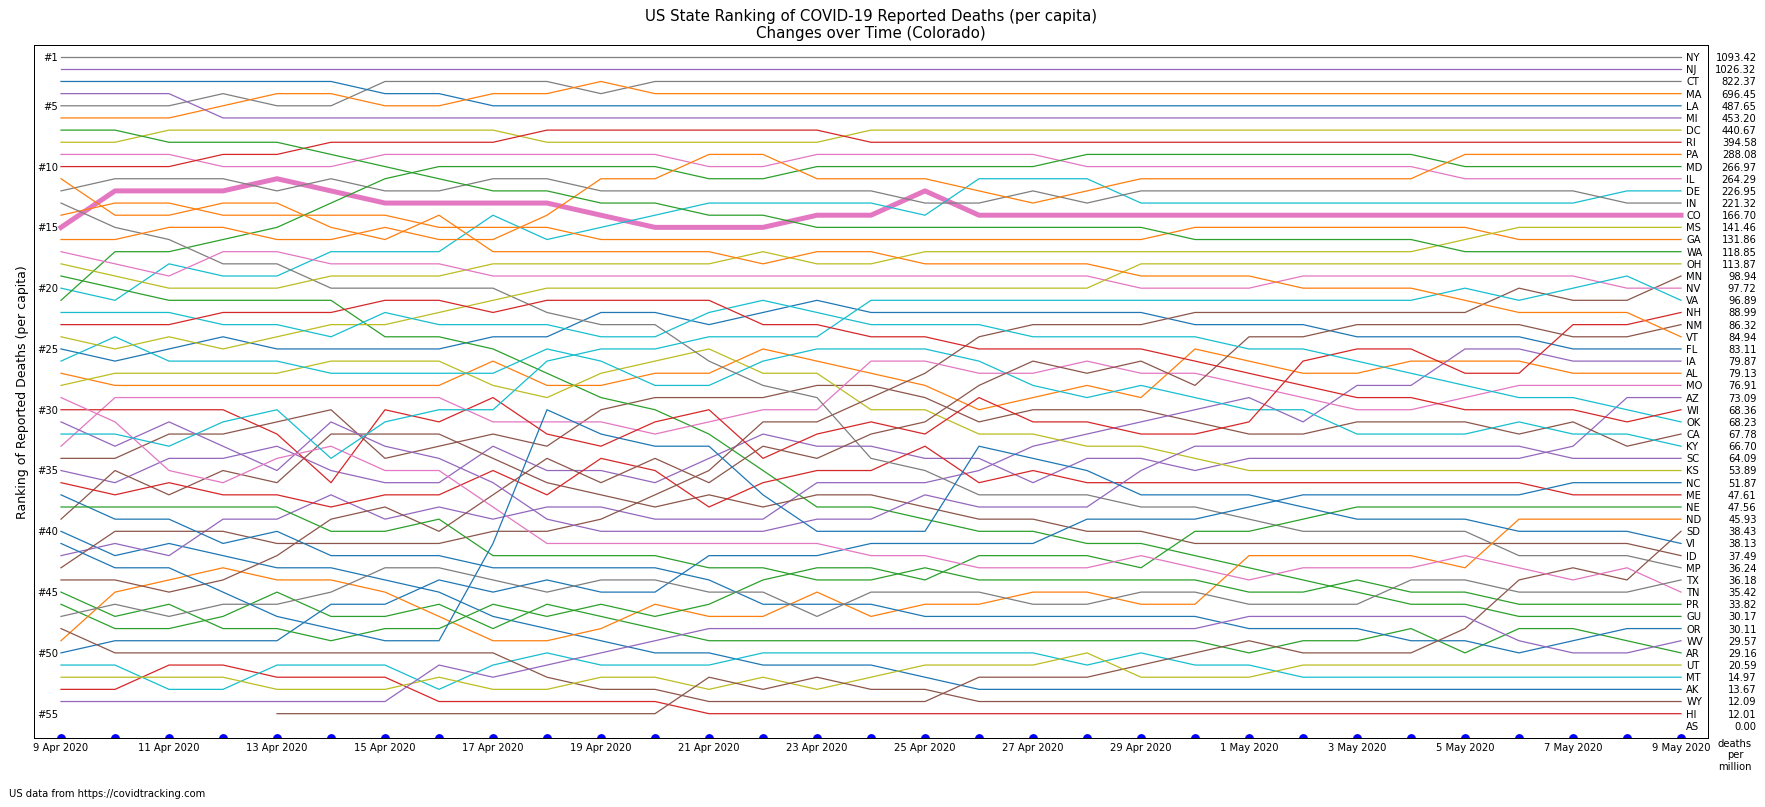 US State Ranking of COVID-19 Reported Deaths (per capita)
Changes over Time (Colorado)
Ranking of Reported Deaths (per capita)
#1
#5
#10
#15
#20
#25
#30
#35
#40
#45
#50
#55
NY 1093.42
NJ 1026.32
CT 822.37
MA 696.45
LA 487.65
MI 453.20
DC 440.67
RI 394.58
PA 288.08
MD 266.97
IL 264.29
DE 226.95
IN 221.32
CO 166.70
MS 141.46
GA 131.86
WA 118.85
OH 113.87
MN 98.94
NV 97.72
VA 96.89
NH 88.99
NM 86.32
VT 84.94
FL 83.11
IA 79.87
AL 79.13
MO 76.91
AZ 73.09
WI 68.36
OK 68.23
CA 67.78
KY 66.70
SC 64.09
KS 53.89
NC 51.87
ME 47.61
NE 47.56
ND 45.93
SD 38.43
VI 38.13
ID 37.49
MP 36.24
TX 36.18
TN 35.42
PR 33.82
GU 30.17
OR 30.11
WV 29.57
AR 29.16
UT 20.59
MT 14.97
AK 13.67
WY 12.09
HI 12.01
AS 0.00
9 Apr 2020 11 Apr 2020 13 Apr 2020 15 Apr 2020 17 Apr 2020 19 Apr 2020 21 Apr 2020 23 Apr 2020 25 Apr 2020 27 Apr 2020 29 Apr 2020 1 May 2020 3 May 2020 5 May 2020 7 May 2020 9 May 2020
deaths
per
million
US data from https://covidtracking.com